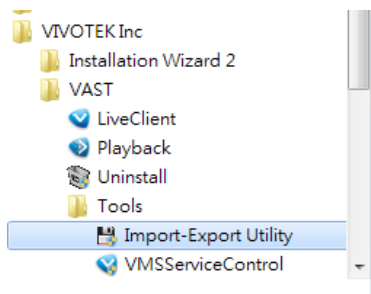 VIVOTEK Inc
Installation Wizard 2
VAST
LiveClient
Playback
Uninstall
Tools
Import-Export Utility
VMSServiceControl